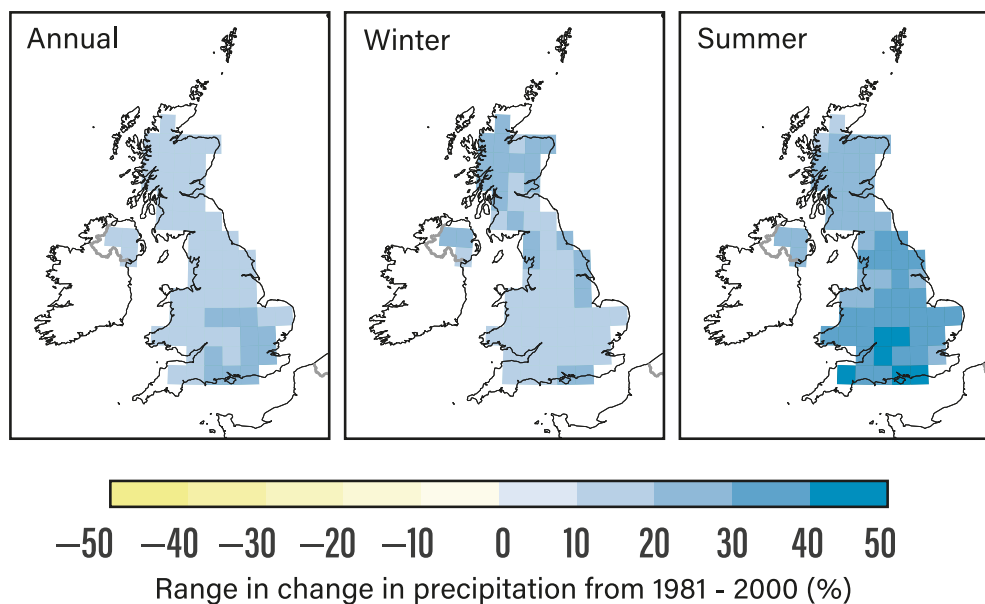 Annual
Winter
Summer
–50 –40 –30 –20 –10 0 10 20 30 40 50
Range in change in precipitation from 1981 - 2000 (%)